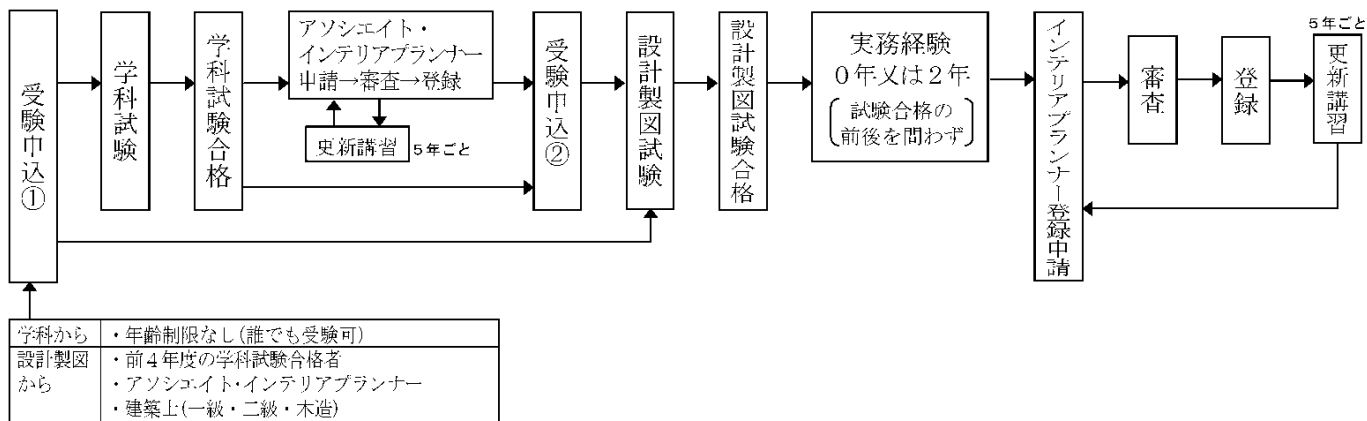 受験申込①
学科試験
学科試験合格
アソシエイト・
インテリアプランナー
申請→審査→登録
更新講習
5年ごと
受験申込②
設計製図試験
設計製図試験合格
実務経験
0年又は2年
試験合格の
前後を問わず
インテリアプランナー登録申請
審査
登録
5年ごと
更新講習
学科から
・年齢制限なし(誰でも受験可)
設計製図
から
・前4年度の学科試験合格者
・アソシエイト・インテリアプランナー
・建築士(一級・二級・木造)